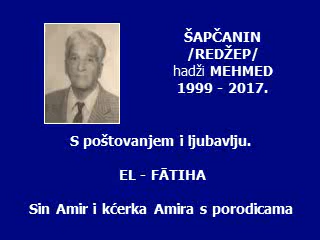 ŠAPČANIN
/REDŽEP/
hadži MEHMED
1999 - 2017.
S poštovanjem i ljubavlju.
EL - FĀTIHA
Sin Amir i kćerka Amira s porodicama